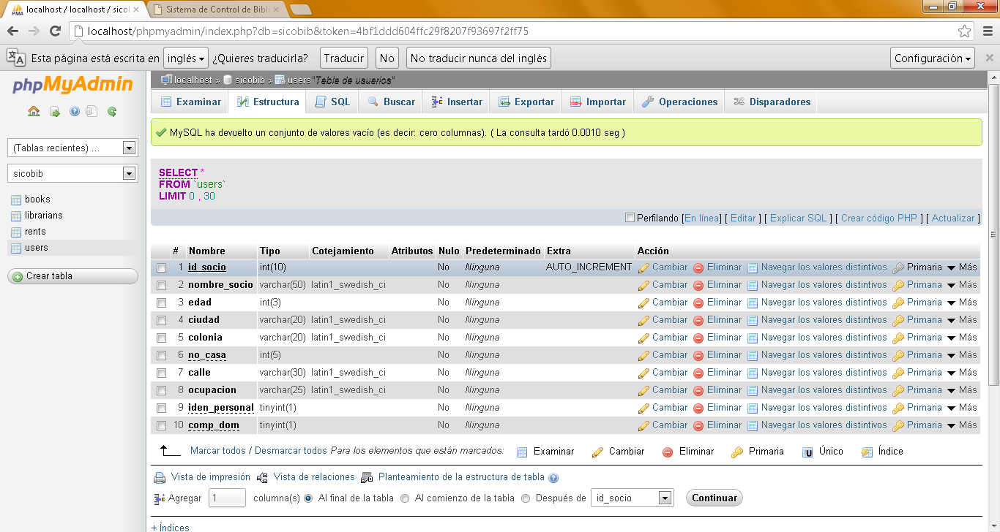 localhost / localhost / sicol
Sistema de Control de Bibli
localhost/phpmyadmin/index.php?db=sicobib&token=4bf1ddd604ffc29f8207f93697f2ff75
Esta página está escrita en inglés ¿Quieres traducirla? Traducir No No traducir nunca del inglés Configuración
phpMyAdmin
(Tablas recientes) ...
sicobib
books
librarians
rents
users
Crear tabla
localhost » sicobib » users "Tabla de usuarios"
Examinar Estructura SQL Buscar Insertar Exportar Importar Operaciones Disparadores
MySQL ha devuelto un conjunto de valores vacío (es decir: cero columnas). ( La consulta tardó 0.0010 seg )
SELECT *
FROM `users`
LIMIT 0 , 30
Perfilando [En línea] [ Editar ] [ Explicar SQL ] [ Crear código PHP ] [ Actualizar ]
# Nombre Tipo Cotejamiento Atributos Nulo Predeterminado Extra Acción
1 id_socio int(10) No Ninguna AUTO_INCREMENT Cambiar Eliminar Navegar los valores distintivos Primaria Más
2 nombre_socio varchar(50) latin1_swedish_ci No Ninguna Cambiar Eliminar Navegar los valores distintivos Primaria Más
3 edad int(3) No Ninguna Cambiar Eliminar Navegar los valores distintivos Primaria Más
4 ciudad varchar(20) latin1_swedish_ci No Ninguna Cambiar Eliminar Navegar los valores distintivos Primaria Más
5 colonia varchar(20) latin1_swedish_ci No Ninguna Cambiar Eliminar Navegar los valores distintivos Primaria Más
6 no_casa int(5) No Ninguna Cambiar Eliminar Navegar los valores distintivos Primaria Más
7 calle varchar(30) latin1_swedish_ci No Ninguna Cambiar Eliminar Navegar los valores distintivos Primaria Más
8 ocupacion varchar(25) latin1_swedish_ci No Ninguna Cambiar Eliminar Navegar los valores distintivos Primaria Más
9 iden_personal tinyint(1) No Ninguna Cambiar Eliminar Navegar los valores distintivos Primaria Más
10 comp_dom tinyint(1) No Ninguna Cambiar Eliminar Navegar los valores distintivos Primaria Más
Marcar todos / Desmarcar todos Para los elementos que están marcados: Examinar Cambiar Eliminar Primaria Único Índice
Vista de impresión Vista de relaciones Planteamiento de la estructura de tabla
Agregar 1 columna(s) Al final de la tabla Al comienzo de la tabla Después de id_socio Continuar
+ Índices